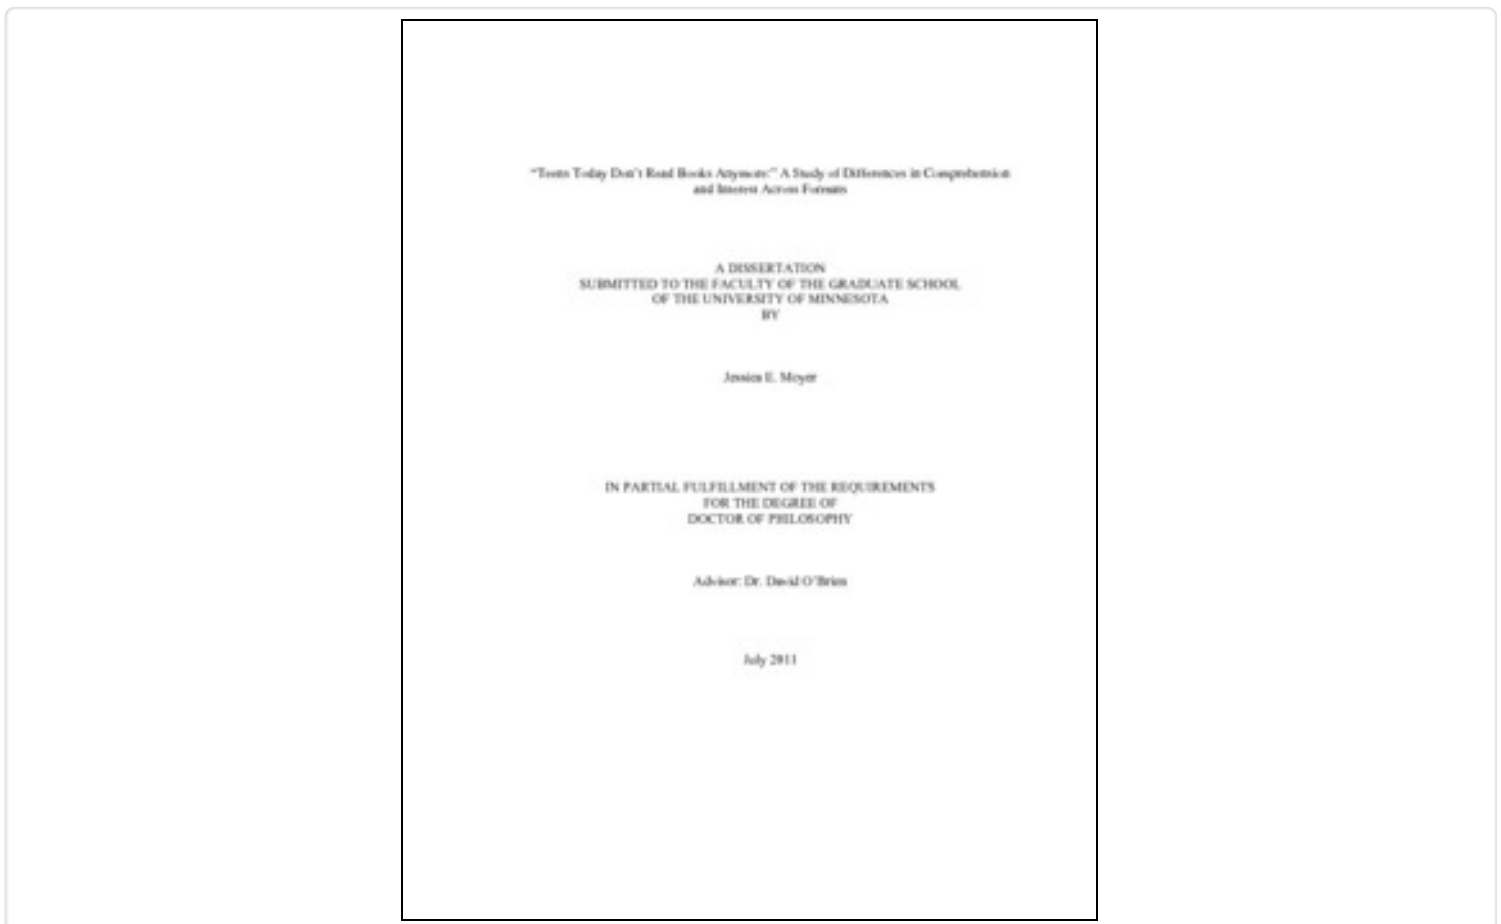 “Teens Today Don’t Read Books Anymore:” A Study of Differences in Comprehension
and Interest Across Formats
A DISSERTATION
SUBMITTED TO THE FACULTY OF THE GRADUATE SCHOOL
OF THE UNIVERSITY OF MINNESOTA
BY
Jessica E. Moyer
IN PARTIAL FULFILLMENT OF THE REQUIREMENTS
FOR THE DEGREE OF
DOCTOR OF PHILOSOPHY
Advisor: Dr. David O’Brien
July 2011